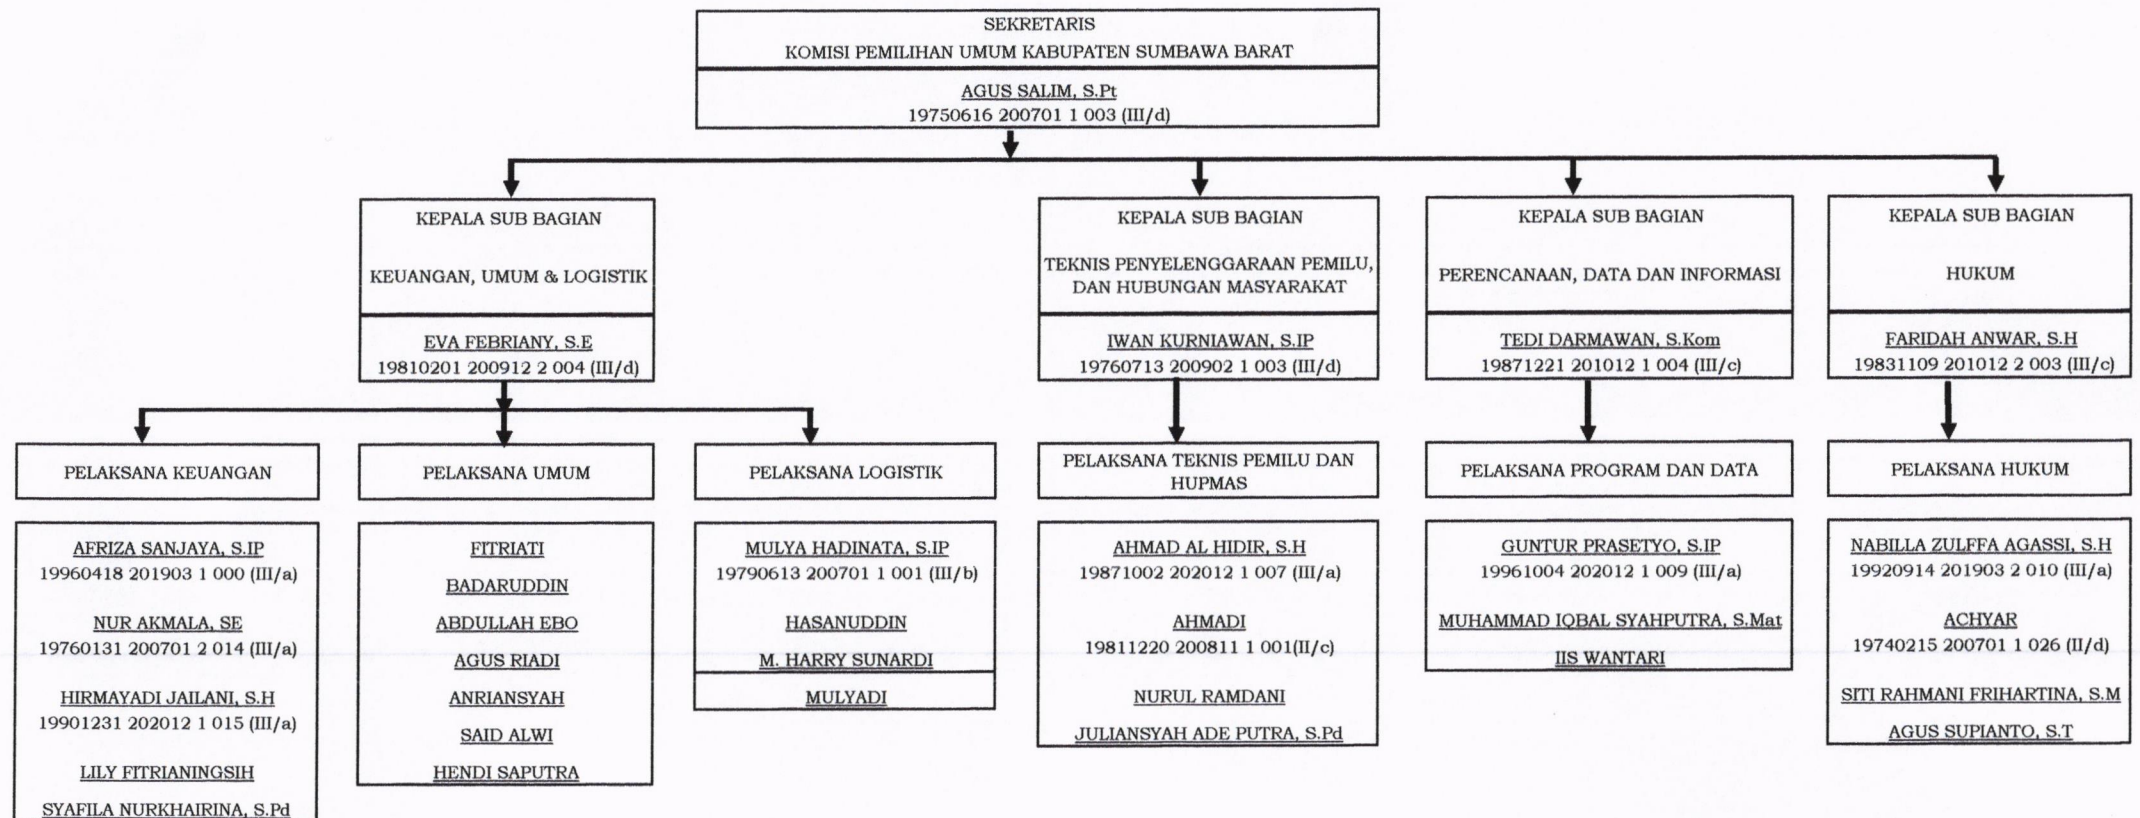 SEKRETARIS
KOMISI PEMILIHAN UMUM KABUPATEN SUMBAWA BARAT
AGUS SALIM, S.Pt
19750616 200701 1 003 (III/d)
KEPALA SUB BAGIAN
KEUANGAN, UMUM & LOGISTIK
EVA FEBRIANY, S.E
19810201 200912 2 004 (III/d)
KEPALA SUB BAGIAN
TEKNIS PENYELENGGARAAN PEMILU,
DAN HUBUNGAN MASYARAKAT
IWAN KURNIAWAN, S.IP
19760713 200902 1 003 (III/d)
KEPALA SUB BAGIAN
PERENCANAAN, DATA DAN INFORMASI
TEDI DARMAWAN, S.Kom
19871221 201012 1 004 (III/c)
KEPALA SUB BAGIAN
HUKUM
FARIDAH ANWAR, S.H
19831109 201012 2 003 (III/c)
PELAKSANA KEUANGAN
AFRIZA SANJAYA, S.IP
19960418 201903 1 000 (III/a)
NUR AKMALA, SE
19760131 200701 2 014 (III/a)
HIRMAYADI JAILANI, S.H
19901231 202012 1 015 (III/a)
LILY FITRIANINGSIH
SYAFILA NURKHAIRINA, S.Pd
PELAKSANA UMUM
FITRIATI
BADARUDDIN
ABDULLAH EBO
AGUS RIADI
ANRIANSYAH
SAID ALWI
HENDI SAPUTRA
PELAKSANA LOGISTIK
MULYA HADINATA, S.IP
19790613 200701 1 001 (III/b)
HASANUDDIN
M. HARRY SUNARDI
MULYADI
PELAKSANA TEKNIS PEMILU DAN
HUPMAS
AHMAD AL HIDIR, S.H
19871002 202012 1 007 (III/a)
AHMADI
19811220 200811 1 001(II/c)
NURUL RAMDANI
JULIANSYAH ADE PUTRA, S.Pd
PELAKSANA PROGRAM DAN DATA
GUNTUR PRASETYO, S.IP
19961004 202012 1 009 (III/a)
MUHAMMAD IQBAL SYAHPUTRA, S.Mat
IIS WANTARI
PELAKSANA HUKUM
NABILLA ZULFFA AGASSI, S.H
19920914 201903 2 010 (III/a)
ACHYAR
19740215 200701 1 026 (II/d)
SITI RAHMANI FRIHARTINA, S.M
AGUS SUPIANTO, S.T